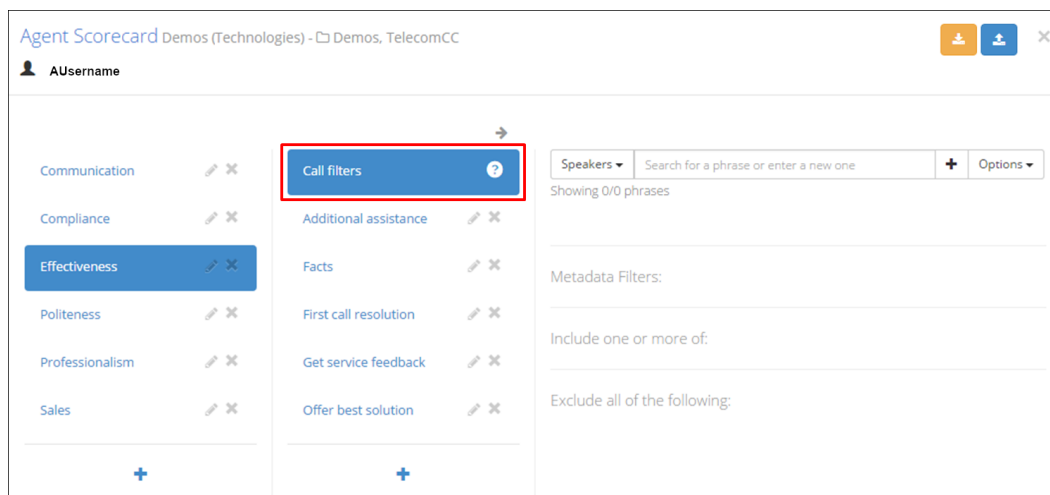 Agent Scorecard Demos (Technologies) - Demos, TelecomCC
AUsername
Communication
Compliance
Effectiveness
Politeness
Professionalism
Sales
Call filters ?
Additional assistance
Facts
First call resolution
Get service feedback
Offer best solution
Speakers Search for a phrase or enter a new one Options
Showing 0/0 phrases
Metadata Filters:
Include one or more of:
Exclude all of the following: